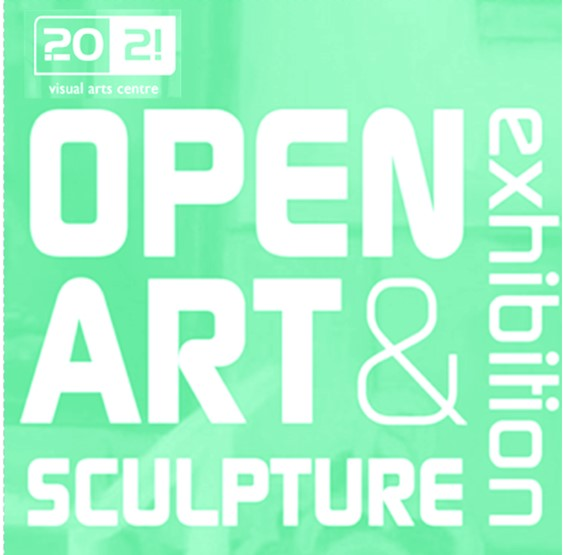 20 21
visual arts centre
OPEN
ART &
SCULPTURE
exhibition